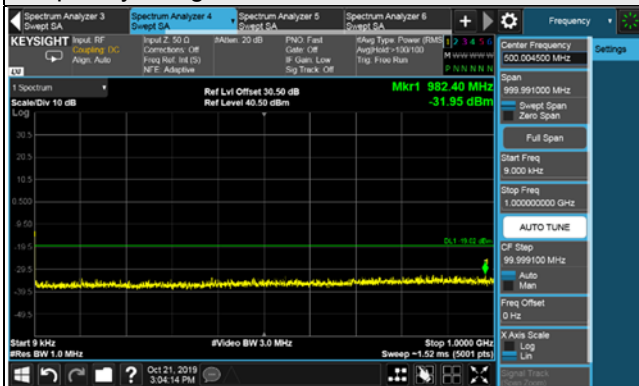 Spectrum Analyzer 3
Swept SA
Spectrum Analyzer 4
Swept SA
Spectrum Analyzer 5
Swept SA
Spectrum Analyzer 6
Swept SA
Frequency
KEYSIGHT
Input: RF
Coupling: DC
Align: Auto
Input Z: 50 Ω
Corrections: Off
Freq Ref: Int (S)
NFE: Adaptive
#Atten: 20 dB
PNO: Fast
Gate: Off
IF Gain: Low
Sig Track: Off
#Avg Type: Power (RMS
Avg|Hold:>100/100
Trig: Free Run
1 2 3 4 5 6
M W W W W W
P N N N N N
LXI
1 Spectrum
Scale/Div 10 dB
Log
Ref Lvl Offset 30.50 dB
Ref Level 40.50 dBm
Mkr1 982.40 MHz
-31.95 dBm
30.5
20.5
10.5
0.500
-9.50
-19.5
-29.5
-39.5
-49.5
DL1 -19.02 dBm
Start 9 kHz
#Res BW 1.0 MHz
#Video BW 3.0 MHz
Stop 1.0000 GHz
Sweep ~1.52 ms (5001 pts)
Oct 21, 2019
3:04:14 PM
Center Frequency
500.004500 MHz
Settings
Span
999.991000 MHz
Swept Span
Zero Span
Full Span
Start Freq
9.000 kHz
Stop Freq
1.000000000 GHz
AUTO TUNE
CF Step
99.999100 MHz
Auto
Man
Freq Offset
0 Hz
X Axis Scale
Log
Lin
Signal Track
(Span Zoom)